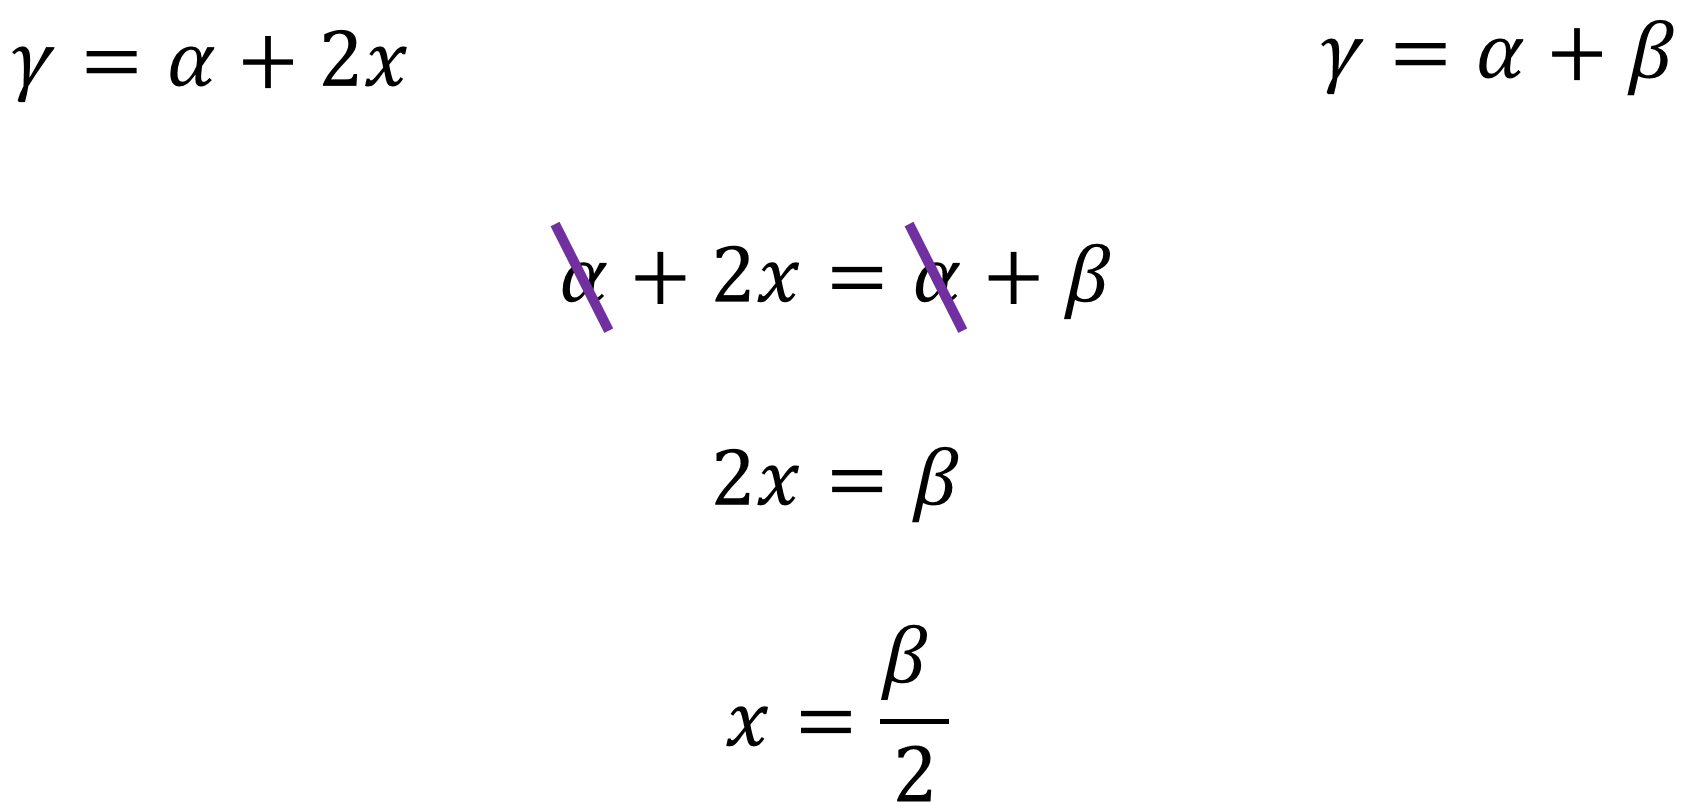 γ = α + 2x
γ = α + β
α + 2x = α + β
2x = β
x = β/2